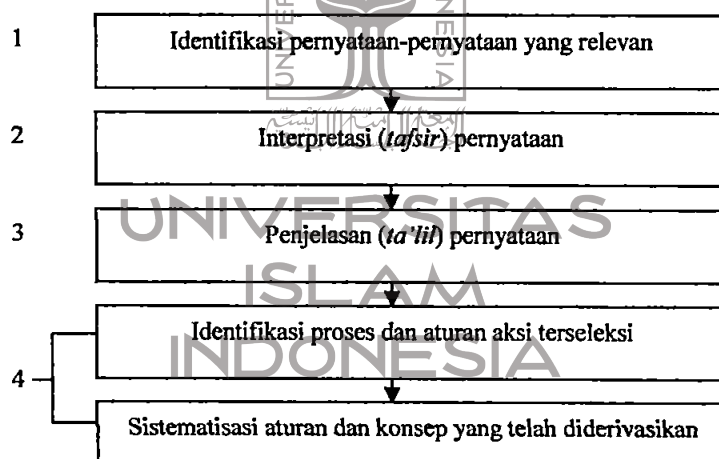 1
Identifikasi pernyataan-pernyataan yang relevan
2
Interpretasi (tafsir) pernyataan
UNIVERSITAS
3
Penjelasan (ta'lil) pernyataan
ISLAM
Identifikasi proses dan aturan aksi terseleksi
INDONESIA
4
Sistematisasi aturan dan konsep yang telah diderivasikan